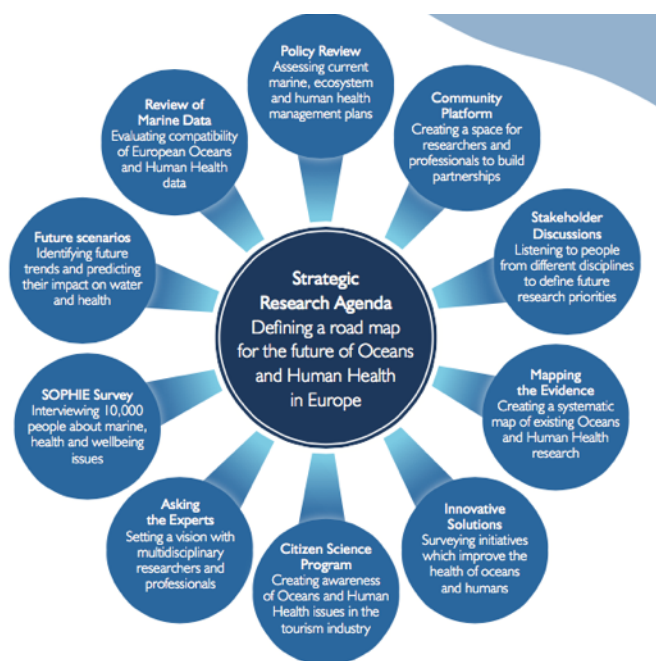 Policy Review
Assessing current
marine, ecosystem
and human health
management plans
Community
Platform
Creating a space for
researchers and
professionals to build
partnerships
Stakeholder
Discussions
Listening to people
from different disciplines
to define future
research priorities
Mapping
the Evidence
Creating a systematic
map of existing Oceans
and Human Health
research
Innovative
Solutions
Surveying initiatives
which improve the
health of oceans
and humans
Citizen Science
Program
Creating awareness
of Oceans and Human
Health issues in the
tourism industry
Asking
the Experts
Setting a vision with
multidisciplinary
researchers and
professionals
SOPHIE Survey
Interviewing 10,000
people about marine,
health and wellbeing
issues
Future scenarios
Identifying future
trends and predicting
their impact on water
and health
Review of
Marine Data
Evaluating compatibility
of European Oceans
and Human Health
data
Strategic
Research Agenda
Defining a road map
for the future of Oceans
and Human Health
in Europe